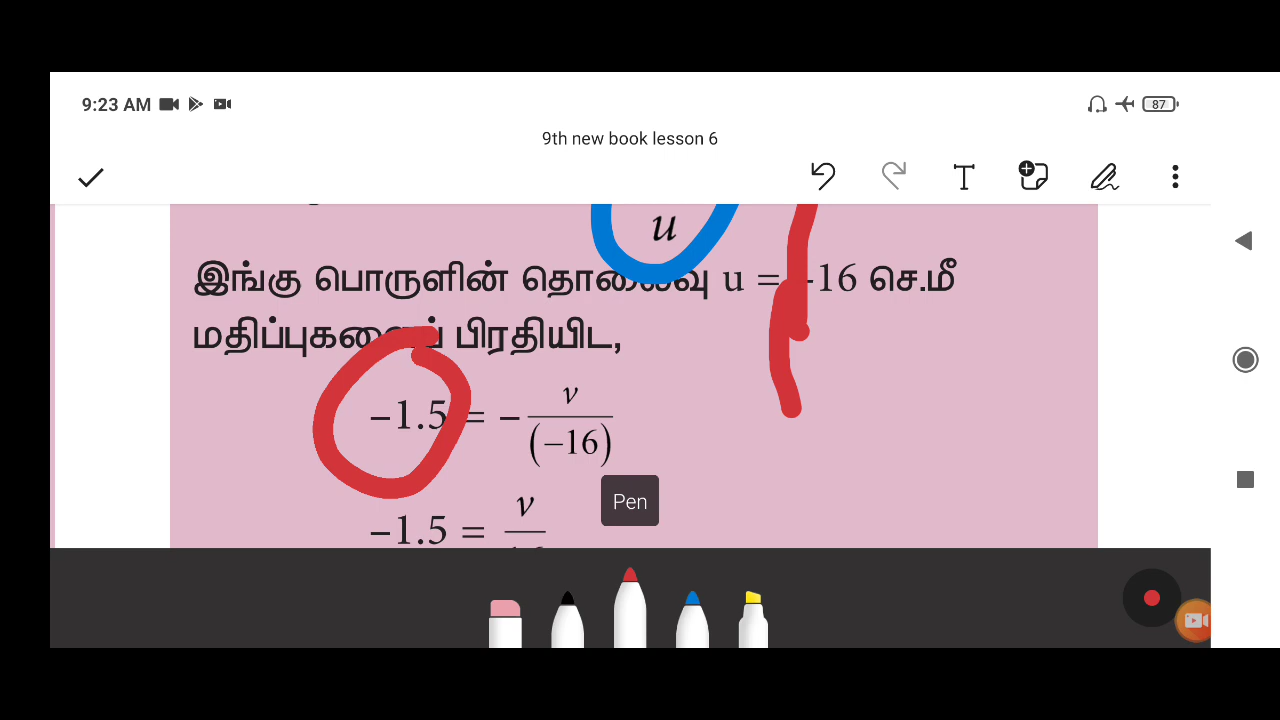 9:23 AM
87
9th new book lesson 6
T
u
இங்கு பொருளின் தொலைவு u = -16 செ.மீ
மதிப்புகளைப் பிரதியிட,
−1.5 = − v / (−16)
Pen
−1.5 = v